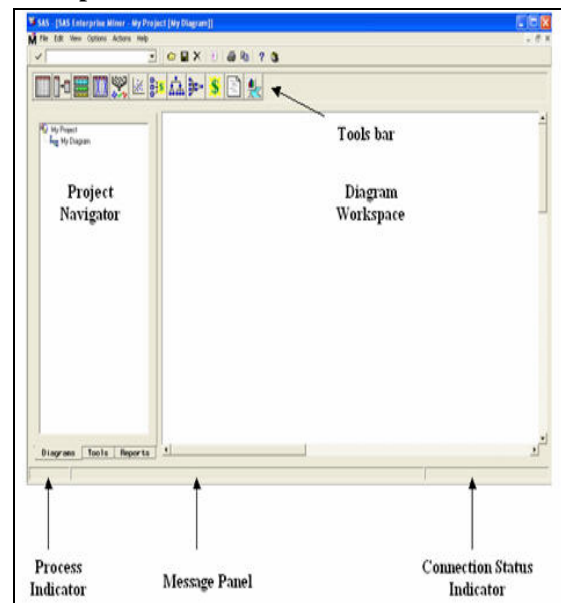 SAS - [SAS Enterprise Miner - My Project [My Diagram]]
File Edit View Options Actions Help
Tools bar
My Project
My Diagram
Project
Navigator
Diagram
Workspace
Diagrams Tools Reports
Process
Indicator
Message Panel
Connection Status
Indicator